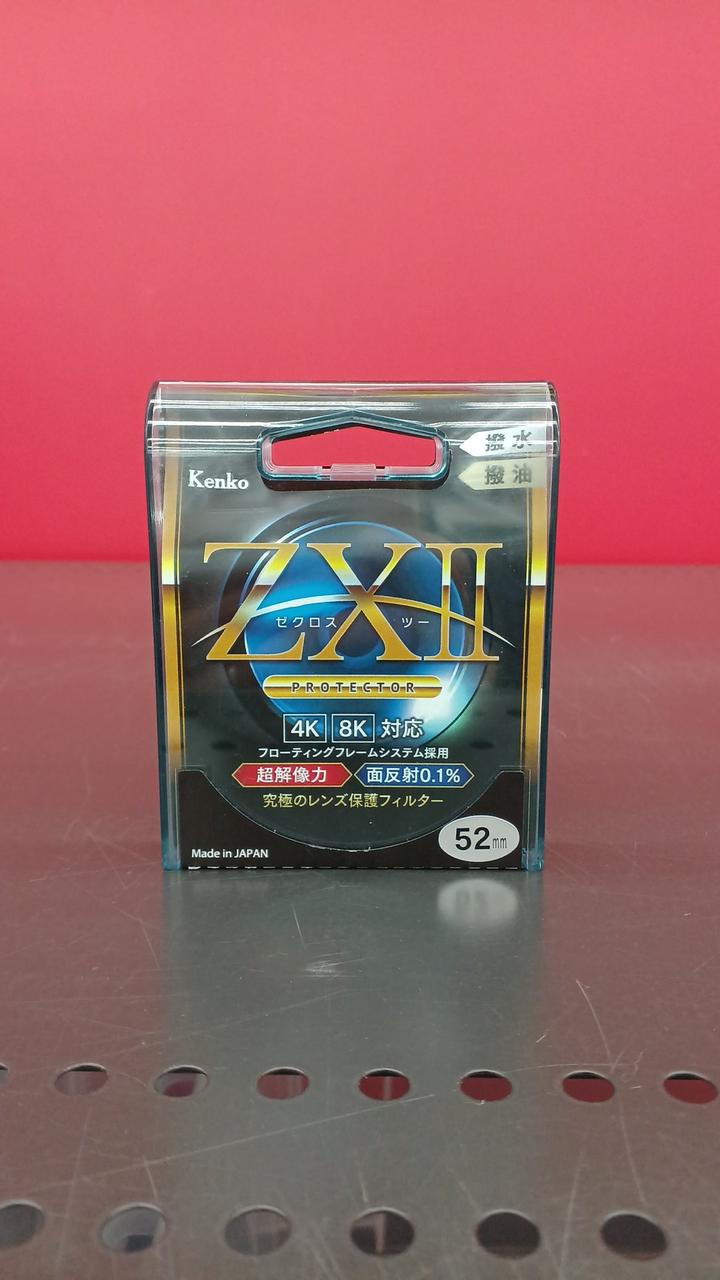 撥水
撥油
Kenko
ZXII
ゼクロス ツー
PROTECTOR
4K 8K 対応
フローティングフレームシステム採用
超解像力 面反射0.1%
究極のレンズ保護フィルター
52mm
Made in JAPAN